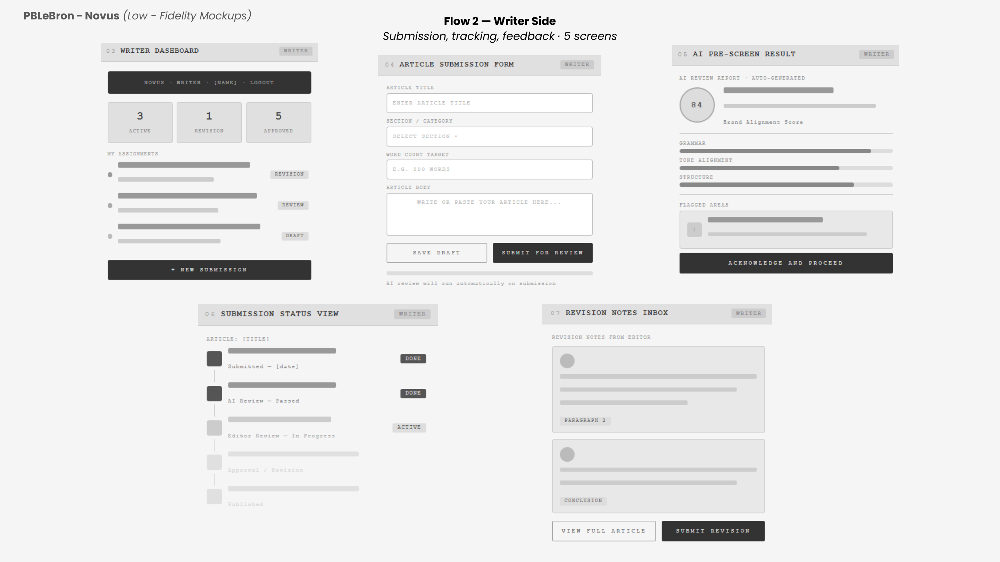 PBLeBron - Novus (Low - Fidelity Mockups)
Flow 2 — Writer Side
Submission, tracking, feedback · 5 screens
03 WRITER DASHBOARD WRITER
NOVUS · WRITER · [NAME] · LOGOUT
3 1 5
ACTIVE REVISION APPROVED
MY ASSIGNMENTS
REVISION
REVIEW
DRAFT
+ NEW SUBMISSION
04 ARTICLE SUBMISSION FORM WRITER
ARTICLE TITLE
ENTER ARTICLE TITLE
SECTION / CATEGORY
SELECT SECTION ▾
WORD COUNT TARGET
E.G. 800 WORDS
ARTICLE BODY
WRITE OR PASTE YOUR ARTICLE HERE...
SAVE DRAFT SUBMIT FOR REVIEW
AI review will run automatically on submission
05 AI PRE-SCREEN RESULT WRITER
AI REVIEW REPORT · AUTO-GENERATED
84
Brand Alignment Score
GRAMMAR
TONE ALIGNMENT
STRUCTURE
FLAGGED AREAS
!
ACKNOWLEDGE AND PROCEED
06 SUBMISSION STATUS VIEW WRITER
ARTICLE: [TITLE]
DONE
Submitted — [date]
DONE
AI Review — Passed
ACTIVE
Editor Review — In Progress
Approval / Revision
Published
07 REVISION NOTES INBOX WRITER
REVISION NOTES FROM EDITOR
PARAGRAPH 2
CONCLUSION
VIEW FULL ARTICLE SUBMIT REVISION